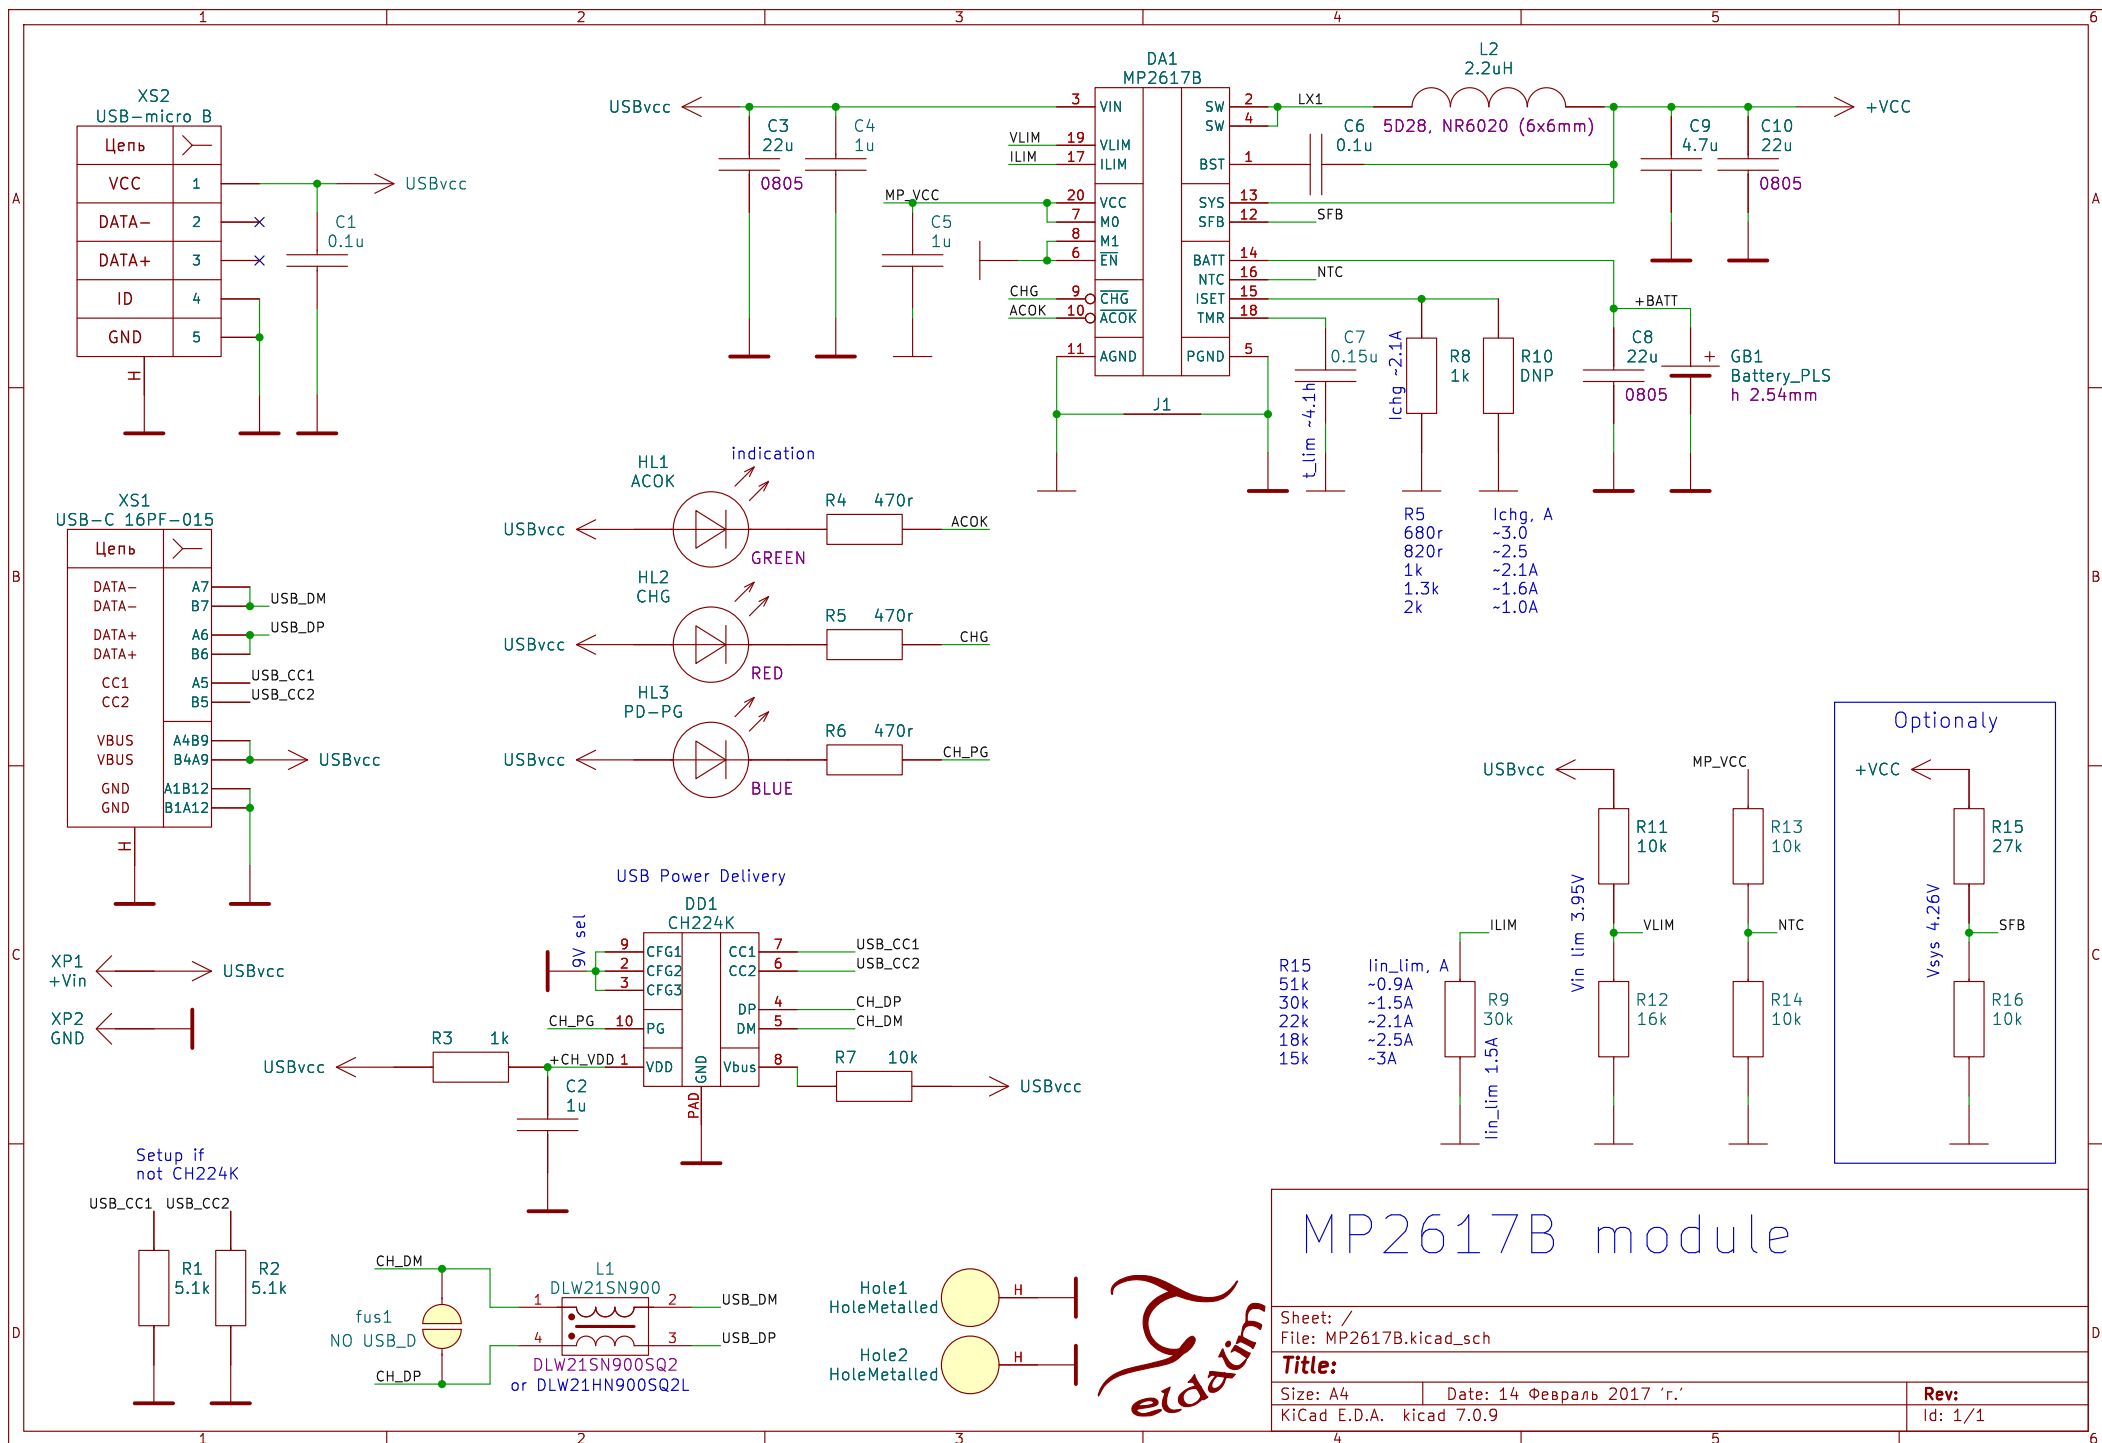 1 2 3 4 5 6
A
B
C
D
A
B
C
D
1 2 3 4 5 6
XS2
USB-micro B
Цепь
VCC 1
DATA- 2
DATA+ 3
ID 4
GND 5
H
USBvcc
C1
0.1u
XS1
USB-C 16PF-015
Цепь
DATA- A7
DATA- B7
DATA+ A6
DATA+ B6
CC1 A5
CC2 B5
VBUS A4B9
VBUS B4A9
GND A1B12
GND B1A12
H
USB_DM
USB_DP
USB_CC1
USB_CC2
USBvcc
XP1
+Vin
USBvcc
XP2
GND
Setup if
not CH224K
USB_CC1 USB_CC2
R1
5.1k
R2
5.1k
USBvcc
C3
22u
0805
C4
1u
DA1
MP2617B
3 VIN
19 VLIM
17 ILIM
20 VCC
7 M0
8 M1
6 EN
9 CHG
10 ACOK
11 AGND
SW 2
SW 4
BST 1
SYS 13
SFB 12
BATT 14
NTC 16
ISET 15
TMR 18
PGND 5
VLIM
ILIM
MP_VCC
C5
1u
CHG
ACOK
J1
LX1
L2
2.2uH
5D28, NR6020 (6x6mm)
C6
0.1u
SFB
NTC
C9
4.7u
C10
22u
0805
+VCC
+BATT
C7
0.15u
t_lim ~4.1h
Ichg ~2.1A
R8
1k
R10
DNP
C8
22u
0805
+
GB1
Battery_PLS
h 2.54mm
R5 Ichg, A
680r ~3.0
820r ~2.5
1k ~2.1A
1.3k ~1.6A
2k ~1.0A
indication
HL1
ACOK
USBvcc
GREEN
R4 470r
ACOK
HL2
CHG
USBvcc
RED
R5 470r
CHG
HL3
PD-PG
USBvcc
BLUE
R6 470r
CH_PG
USB Power Delivery
DD1
CH224K
9V sel
9 CFG1
2 CFG2
3 CFG3
10 PG
1 VDD
CC1 7
CC2 6
DP 4
DM 5
Vbus 8
GND
PAD
USB_CC1
USB_CC2
CH_DP
CH_DM
CH_PG
+CH_VDD
USBvcc
R3 1k
C2
1u
R7 10k
USBvcc
CH_DM
CH_DP
fus1
NO USB_D
L1
DLW21SN900
1 2
4 3
USB_DM
USB_DP
DLW21SN900SQ2
or DLW21HN900SQ2L
Hole1
HoleMetalled
H
Hole2
HoleMetalled
H
eldalim
R15 Iin_lim, A
51k ~0.9A
30k ~1.5A
22k ~2.1A
18k ~2.5A
15k ~3A
ILIM
R9
30k
Iin_lim 1.5A
USBvcc
R11
10k
Vin lim 3.95V
VLIM
R12
16k
MP_VCC
R13
10k
NTC
R14
10k
Optionaly
+VCC
R15
27k
Vsys 4.26V
SFB
R16
10k
MP2617B module
Sheet: /
File: MP2617B.kicad_sch
Title:
Size: A4 Date: 14 Февраль 2017 'г.' Rev:
KiCad E.D.A. kicad 7.0.9 Id: 1/1